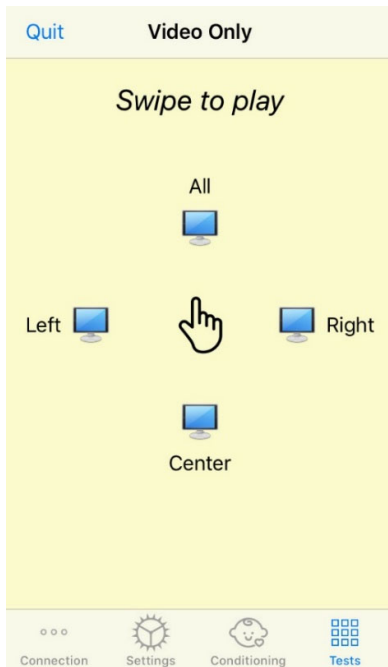 Quit Video Only
Swipe to play
All
Left Right
Center
Connection Settings Conditioning Tests